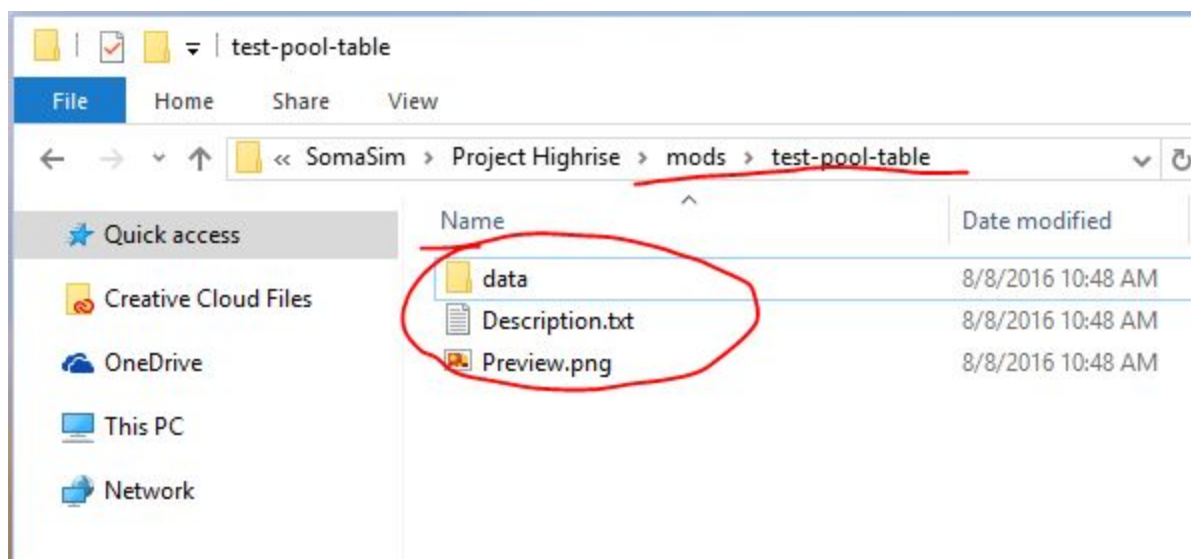 test-pool-table
File Home Share View
« SomaSim > Project Highrise > mods > test-pool-table
Name Date modified
Quick access
data 8/8/2016 10:48 AM
Creative Cloud Files
Description.txt 8/8/2016 10:48 AM
OneDrive
Preview.png 8/8/2016 10:48 AM
This PC
Network